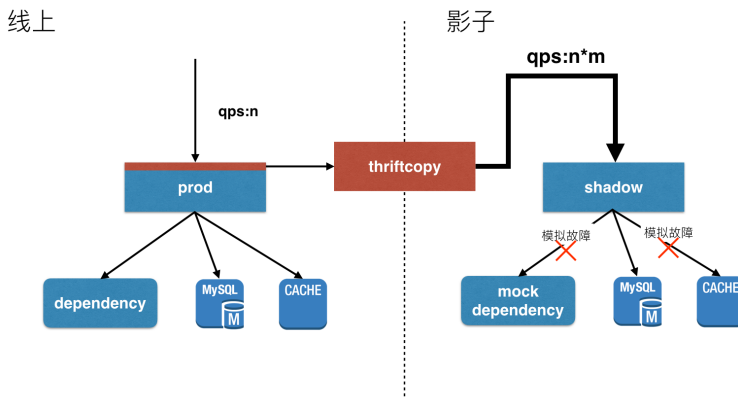 线上
影子
qps:n*m
qps:n
thriftcopy
prod
shadow
模拟故障
模拟故障
dependency
MySQL
M
CACHE
mock
dependency
MySQL
M
CACHE